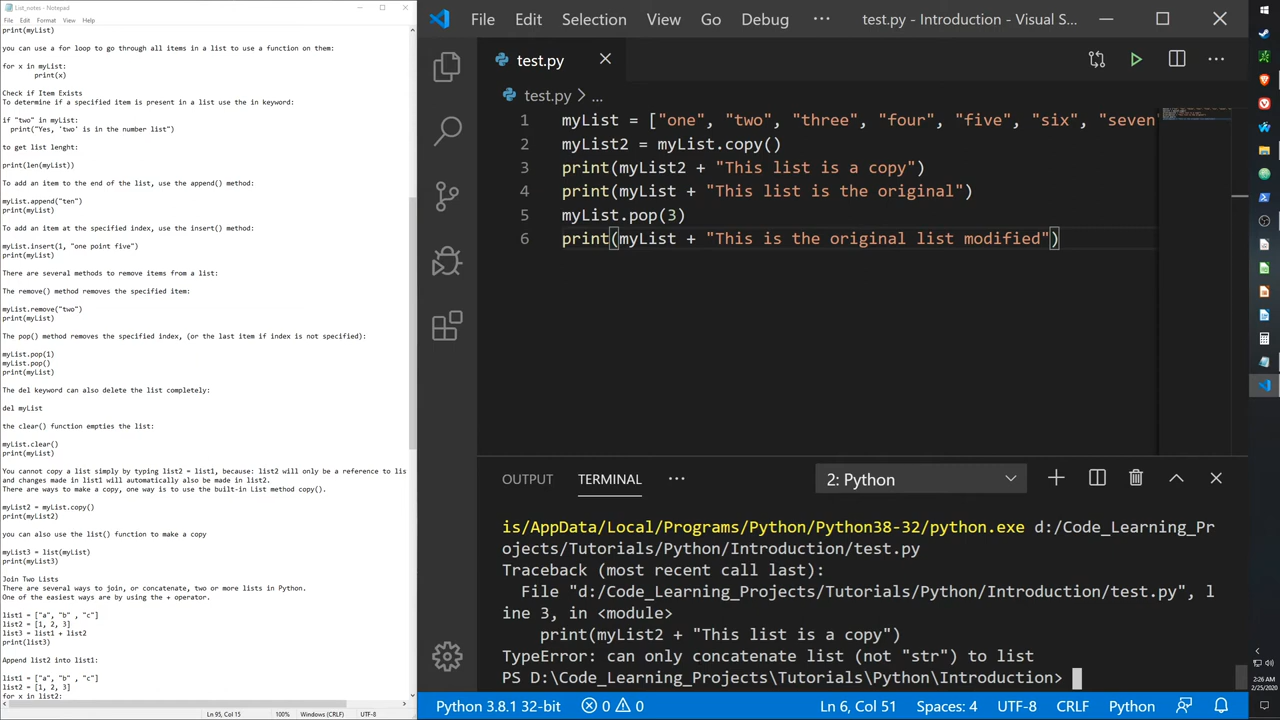 List_notes - Notepad
File Edit Format View Help
print(myList)
you can use a for loop to go through all items in a list to use a function on them:
for x in myList:
print(x)
Check if Item Exists
To determine if a specified item is present in a list use the in keyword:
if "two" in myList:
print("Yes, 'two' is in the number list")
to get list lenght:
print(len(myList))
To add an item to the end of the list, use the append() method:
myList.append("ten")
print(myList)
To add an item at the specified index, use the insert() method:
myList.insert(1, "one point five")
print(myList)
There are several methods to remove items from a list:
The remove() method removes the specified item:
myList.remove("two")
print(myList)
The pop() method removes the specified index, (or the last item if index is not specified):
myList.pop(1)
myList.pop()
print(myList)
The del keyword can also delete the list completely:
del myList
the clear() function empties the list:
myList.clear()
print(myList)
You cannot copy a list simply by typing list2 = list1, because: list2 will only be a reference to lis
and changes made in list1 will automatically also be made in list2.
There are ways to make a copy, one way is to use the built-in List method copy().
myList2 = myList.copy()
print(myList2)
you can also use the list() function to make a copy
myList3 = list(myList)
print(myList3)
Join Two Lists
There are several ways to join, or concatenate, two or more lists in Python.
One of the easiest ways are by using the + operator.
list1 = ["a", "b" , "c"]
list2 = [1, 2, 3]
list3 = list1 + list2
print(list3)
Append list2 into list1:
list1 = ["a", "b" , "c"]
list2 = [1, 2, 3]
for x in list2:
Ln 95, Col 15 100% Windows (CRLF) UTF-8
File Edit Selection View Go Debug ··· test.py - Introduction - Visual S...
test.py
test.py > ...
1 myList = ["one", "two", "three", "four", "five", "six", "seven
2 myList2 = myList.copy()
3 print(myList2 + "This list is a copy")
4 print(myList + "This list is the original")
5 myList.pop(3)
6 print(myList + "This is the original list modified")
OUTPUT TERMINAL ··· 2: Python
is/AppData/Local/Programs/Python/Python38-32/python.exe d:/Code_Learning_Pr
ojects/Tutorials/Python/Introduction/test.py
Traceback (most recent call last):
File "d:/Code_Learning_Projects/Tutorials/Python/Introduction/test.py", l
ine 3, in <module>
print(myList2 + "This list is a copy")
TypeError: can only concatenate list (not "str") to list
PS D:\Code_Learning_Projects\Tutorials\Python\Introduction>
Python 3.8.1 32-bit 0 0 Ln 6, Col 51 Spaces: 4 UTF-8 CRLF Python
2:26 AM
2/25/2020